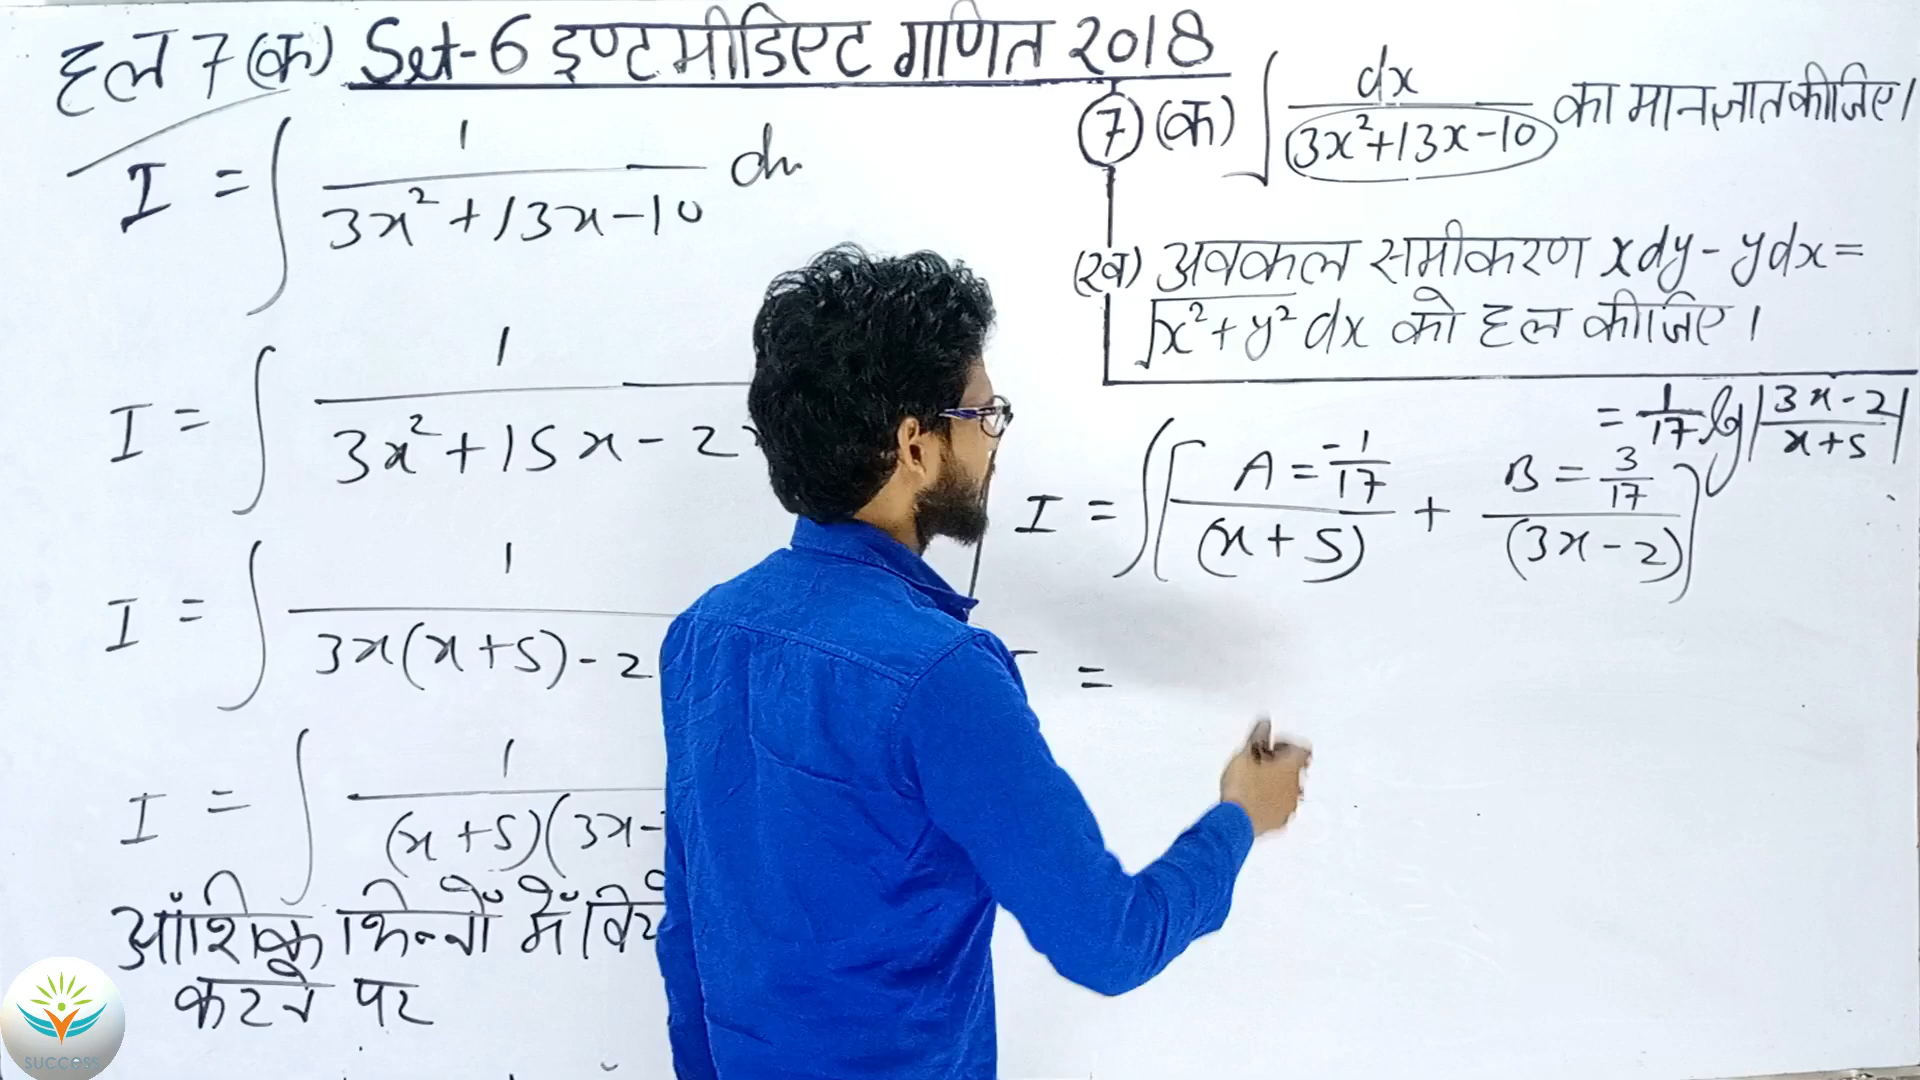 हल 7 (क) Set-6 इण्टरमीडिएट गणित 2018
I = ∫ 1/(3x²+13x-10) dx
I = ∫ 1/(3x²+15x-2
I = ∫ 1/(3x(x+5)-2
I = ∫ 1/((x+5)(3x-
आंशिक भिन्नों में
करने पर
⑦ (क) ∫ dx/(3x²+13x-10) का मान ज्ञात कीजिए।
(ख) अवकल समीकरण xdy-ydx=
√x²+y² dx को हल कीजिए।
= 1/17 log|3x-2/x+5|
I = ∫[A=-1/17/(x+5) + B=3/17/(3x-2)]
=
SUCCESS